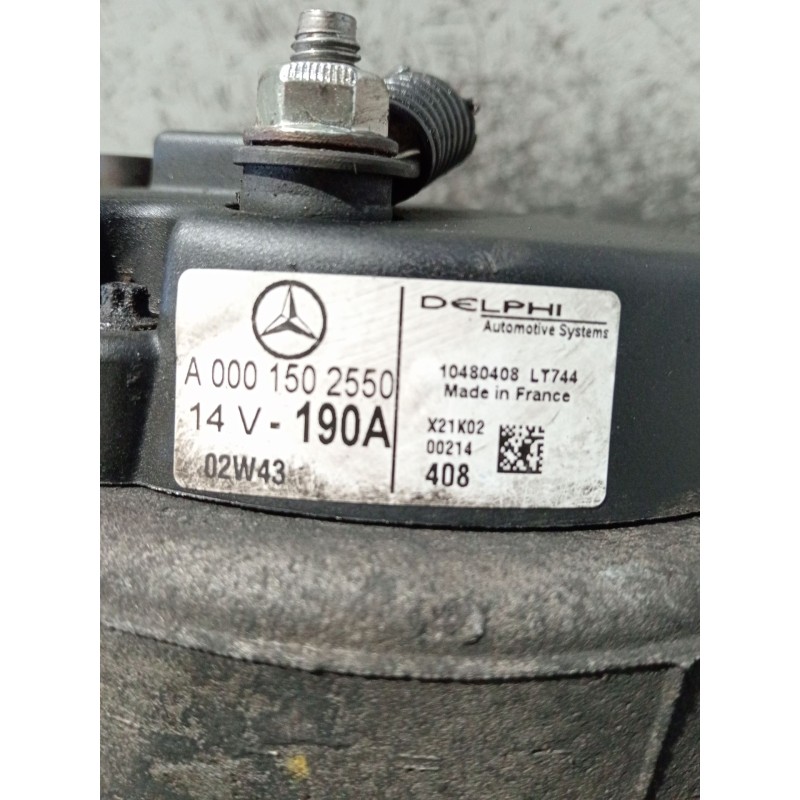 A 000 150 2550
14 V - 190A
02W43
DELPHI
Automotive Systems
10480408 LT744
Made in France
X21K02
00214
408